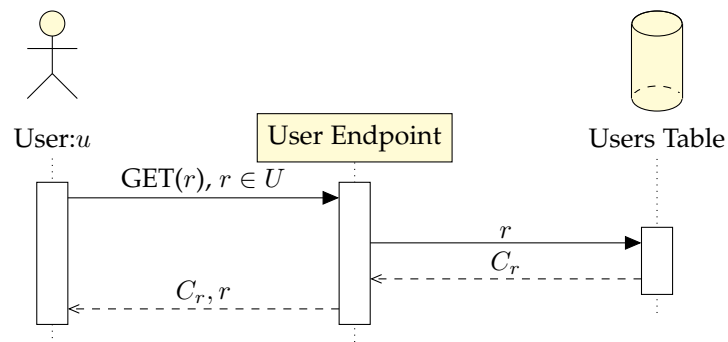 User:u
User Endpoint
Users Table
GET(r), r ∈ U
r
C_r
C_r, r